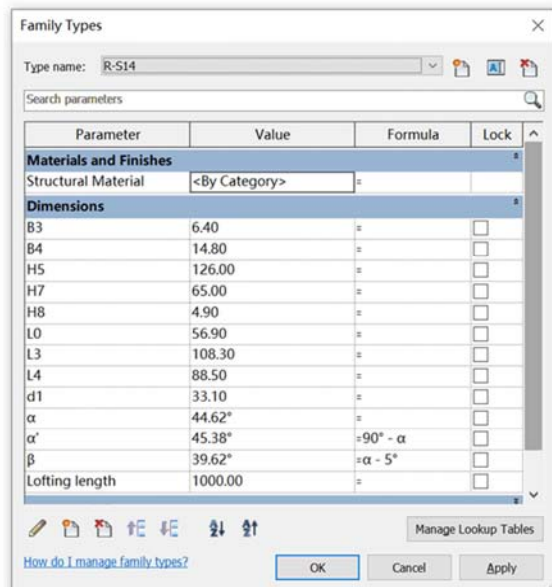 Family Types
Type name: R-S14
Search parameters
Parameter Value Formula Lock
Materials and Finishes
Structural Material <By Category> =
Dimensions
B3 6.40 =
B4 14.80 =
H5 126.00 =
H7 65.00 =
H8 4.90 =
L0 56.90 =
L3 108.30 =
L4 88.50 =
d1 33.10 =
α 44.62° =
α' 45.38° =90° - α
β 39.62° =α - 5°
Lofting length 1000.00 =
Manage Lookup Tables
How do I manage family types?
OK Cancel Apply